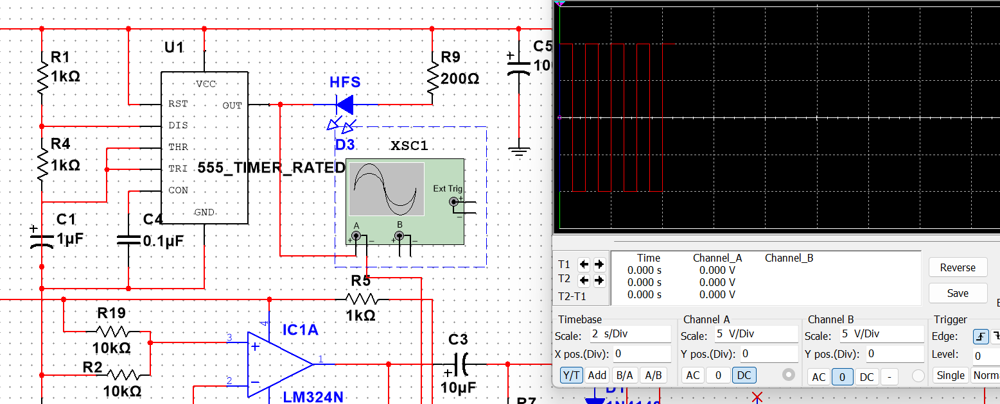 U1
R1
1kΩ
VCC
RST
OUT
DIS
THR
TRI
CON
GND
R4
1kΩ
555_TIMER_RATED
C1
+
1µF
C4
0.1µF
HFS
D3
R9
200Ω
+
C5
10
XSC1
Ext Trig
+
_
A
B
+
_
+
_
R5
1kΩ
R19
10kΩ
R2
10kΩ
IC1A
3
2
4
1
+
−
LM324N
C3
+
10µF
R7
D1
1N4148
T1
T2
T2-T1
Time Channel_A Channel_B
0.000 s 0.000 V
0.000 s 0.000 V
0.000 s 0.000 V
Reverse
Save
E
Timebase
Scale: 2 s/Div
X pos.(Div): 0
Y/T Add B/A A/B
Channel A
Scale: 5 V/Div
Y pos.(Div): 0
AC 0 DC
Channel B
Scale: 5 V/Div
Y pos.(Div): 0
AC 0 DC -
Trigger
Edge:
Level: 0
Single Norm